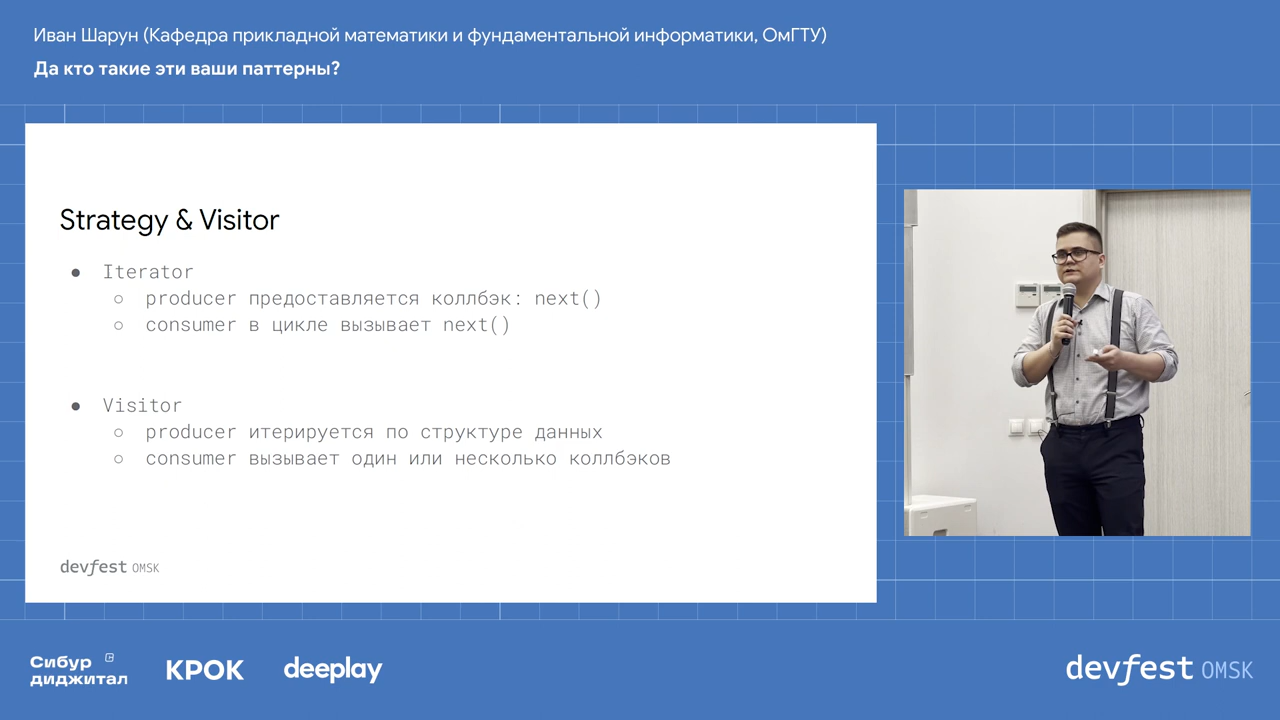 Иван Шарун (Кафедра прикладной математики и фундаментальной информатики, ОмГТУ)
Да кто такие эти ваши паттерны?
Strategy & Visitor
● Iterator
○ producer предоставляется коллбэк: next()
○ consumer в цикле вызывает next()
● Visitor
○ producer итерируется по структуре данных
○ consumer вызывает один или несколько коллбэков
devfest OMSK
Сибур
диджитал
КРОК
deeplay
devfest OMSK